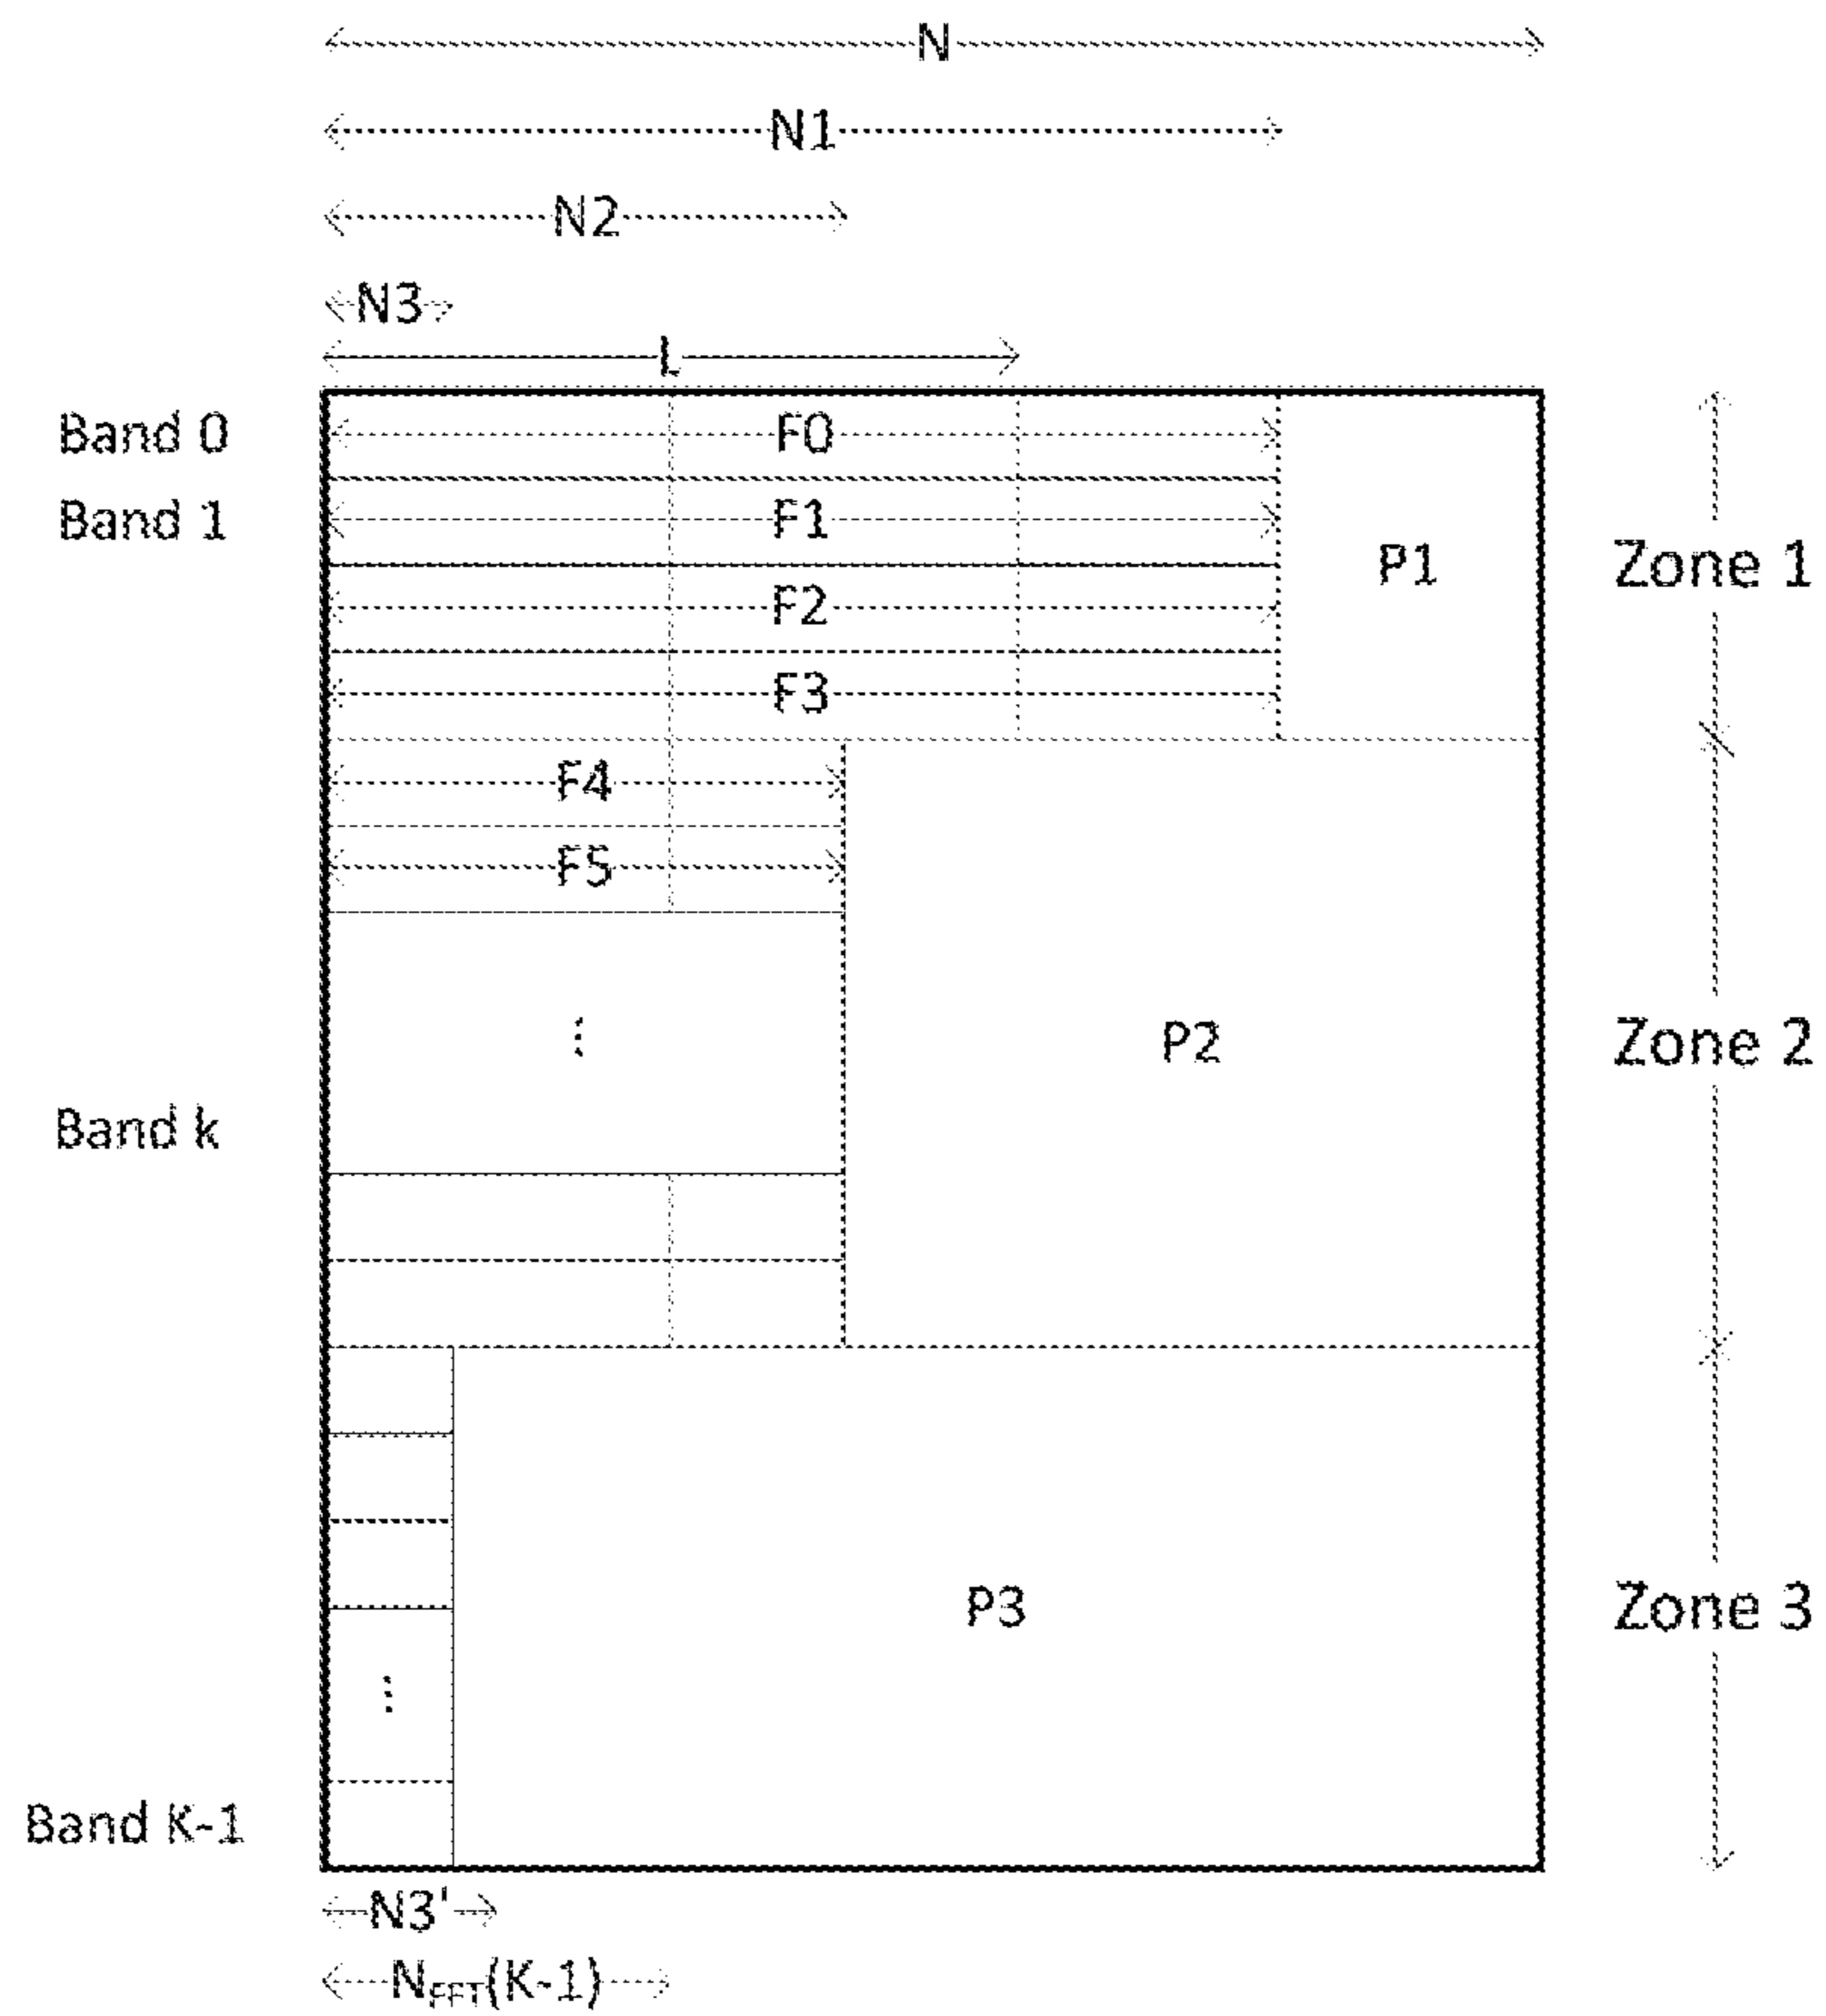 N
N1
N2
N3
L
Band 0
F0
Band 1
F1
P1
Zone 1
F2
F3
F4
F5
⋮
P2
Zone 2
Band k
P3
Zone 3
⋮
Band K-1
N3'
N_FFT(K-1)